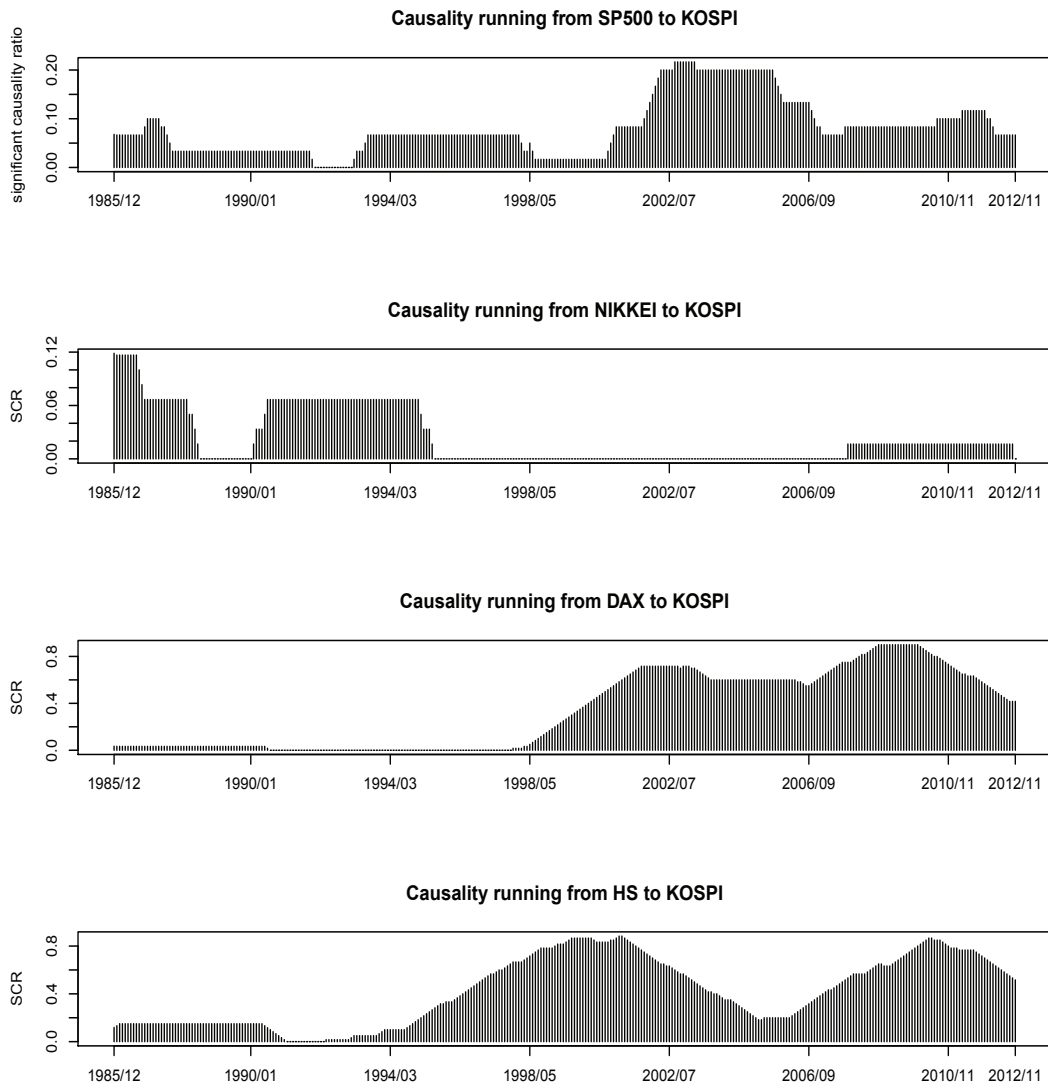 Causality running from SP500 to KOSPI
significant causality ratio
0.20
0.10
0.00
1985/12 1990/01 1994/03 1998/05 2002/07 2006/09 2010/11 2012/11
Causality running from NIKKEI to KOSPI
SCR
0.12
0.06
0.00
1985/12 1990/01 1994/03 1998/05 2002/07 2006/09 2010/11 2012/11
Causality running from DAX to KOSPI
SCR
0.8
0.4
0.0
1985/12 1990/01 1994/03 1998/05 2002/07 2006/09 2010/11 2012/11
Causality running from HS to KOSPI
SCR
0.8
0.4
0.0
1985/12 1990/01 1994/03 1998/05 2002/07 2006/09 2010/11 2012/11